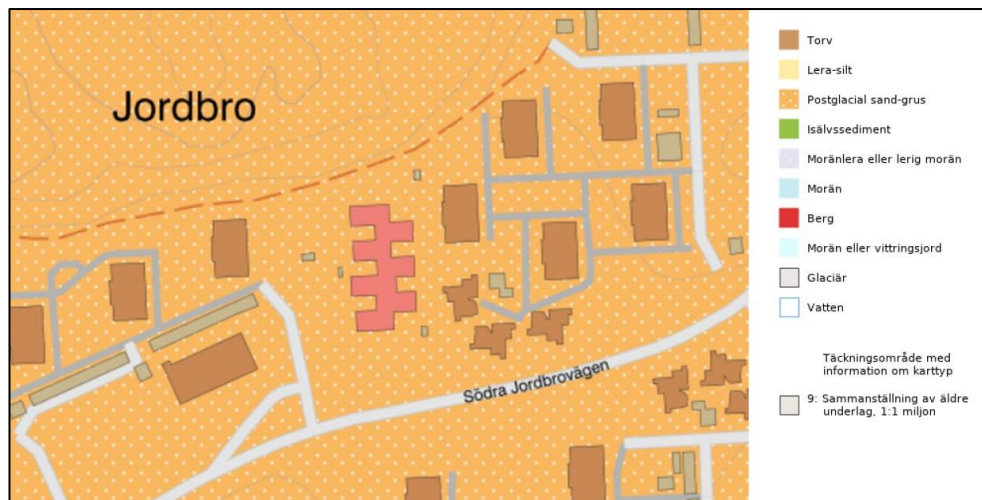 Jordbro
Södra Jordbrovägen
Torv
Lera-silt
Postglacial sand-grus
Isälvssediment
Moränlera eller lerig morän
Morän
Berg
Morän eller vittringsjord
Glaciär
Vatten
Täckningsområde med
information om karttyp
9: Sammanställning av äldre
underlag, 1:1 miljon